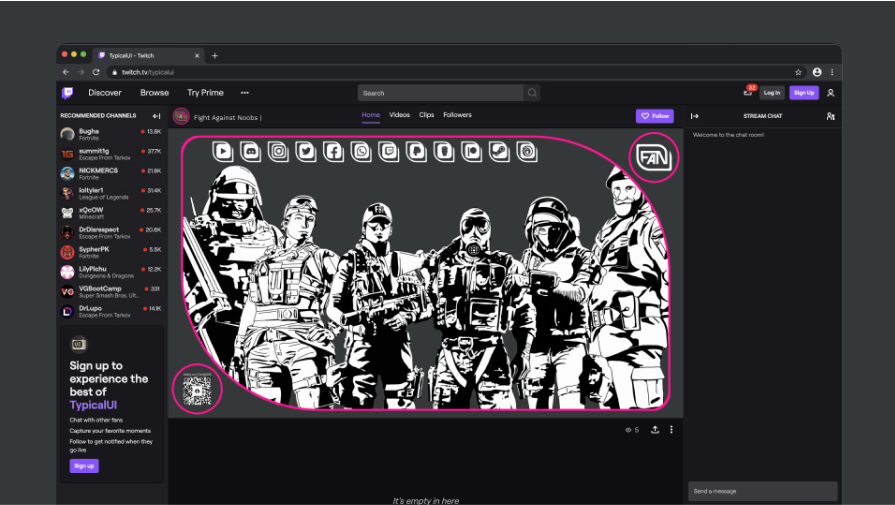 TypicalUI - Twitch
twitch.tv/typicalui
Discover
Browse
Try Prime
Search
32
Log In
Sign Up
RECOMMENDED CHANNELS
Fight Against Noobs |
Home
Videos
Clips
Followers
Follow
STREAM CHAT
Welcome to the chat room!
Bugha
13.8K
Fortnite
summit1g
37.7K
Escape From Tarkov
NICKMERCS
21.8K
Fortnite
loltyler1
31.4K
League of Legends
xQcOW
25.7K
Minecraft
DrDisrespect
20.6K
Escape From Tarkov
SypherPK
5.5K
Fortnite
LilyPichu
12.2K
Dungeons & Dragons
VGBootCamp
331
Super Smash Bros. Ult...
DrLupo
14.1K
Escape From Tarkov
FAN
FBI
Sign up to
experience the
best of
TypicalUI
Chat with other fans
Capture your favorite moments
Follow to get notified when they
go live
Sign up
5
It's empty in here
Send a message